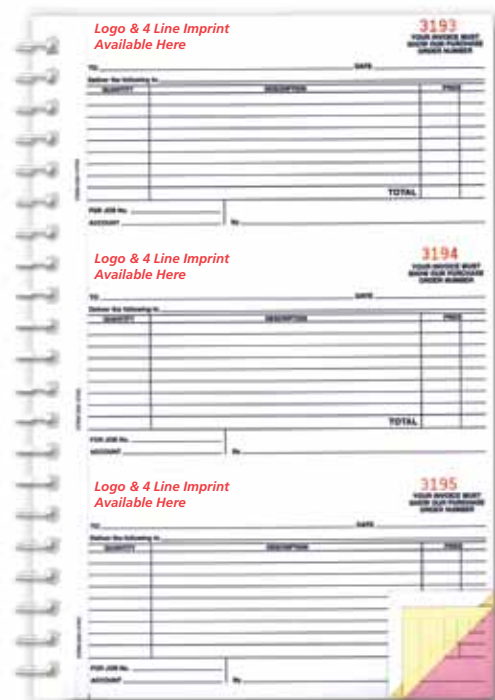 Logo & 4 Line Imprint
Available Here
3193
YOUR INVOICE MUST
SHOW OUR PURCHASE
ORDER NUMBER
TO
DATE
Deliver the following to
QUANTITY DESCRIPTION PRICE
TOTAL
FOR JOB No.
ACCOUNT By
Logo & 4 Line Imprint
Available Here
3194
YOUR INVOICE MUST
SHOW OUR PURCHASE
ORDER NUMBER
TO DATE
Deliver the following to
QUANTITY DESCRIPTION PRICE
TOTAL
FOR JOB No.
ACCOUNT By
Logo & 4 Line Imprint
Available Here
3195
YOUR INVOICE MUST
SHOW OUR PURCHASE
ORDER NUMBER
TO DATE
Deliver the following to
QUANTITY DESCRIPTION PRICE
FOR JOB No.
ACCOUNT By